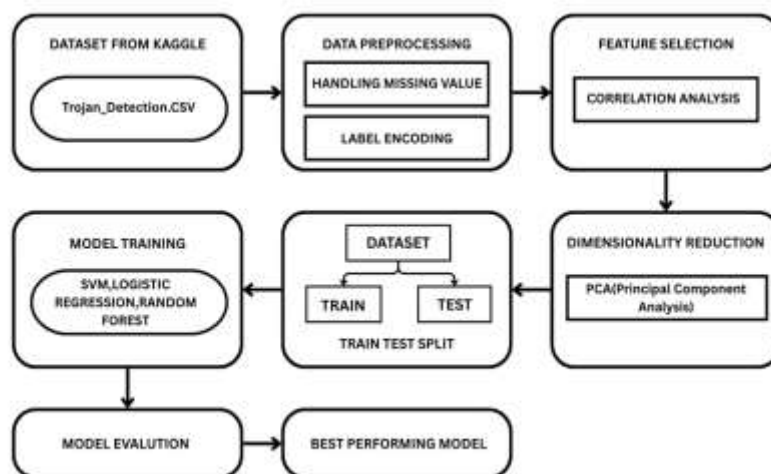 DATASET FROM KAGGLE
Trojan_Detection.CSV
DATA PREPROCESSING
HANDLING MISSING VALUE
LABEL ENCODING
FEATURE SELECTION
CORRELATION ANALYSIS
DIMENSIONALITY REDUCTION
PCA(Principal Component
Analysis)
DATASET
TRAIN
TEST
TRAIN TEST SPLIT
MODEL TRAINING
SVM,LOGISTIC
REGRESSION,RANDOM
FOREST
MODEL EVALUTION
BEST PERFORMING MODEL